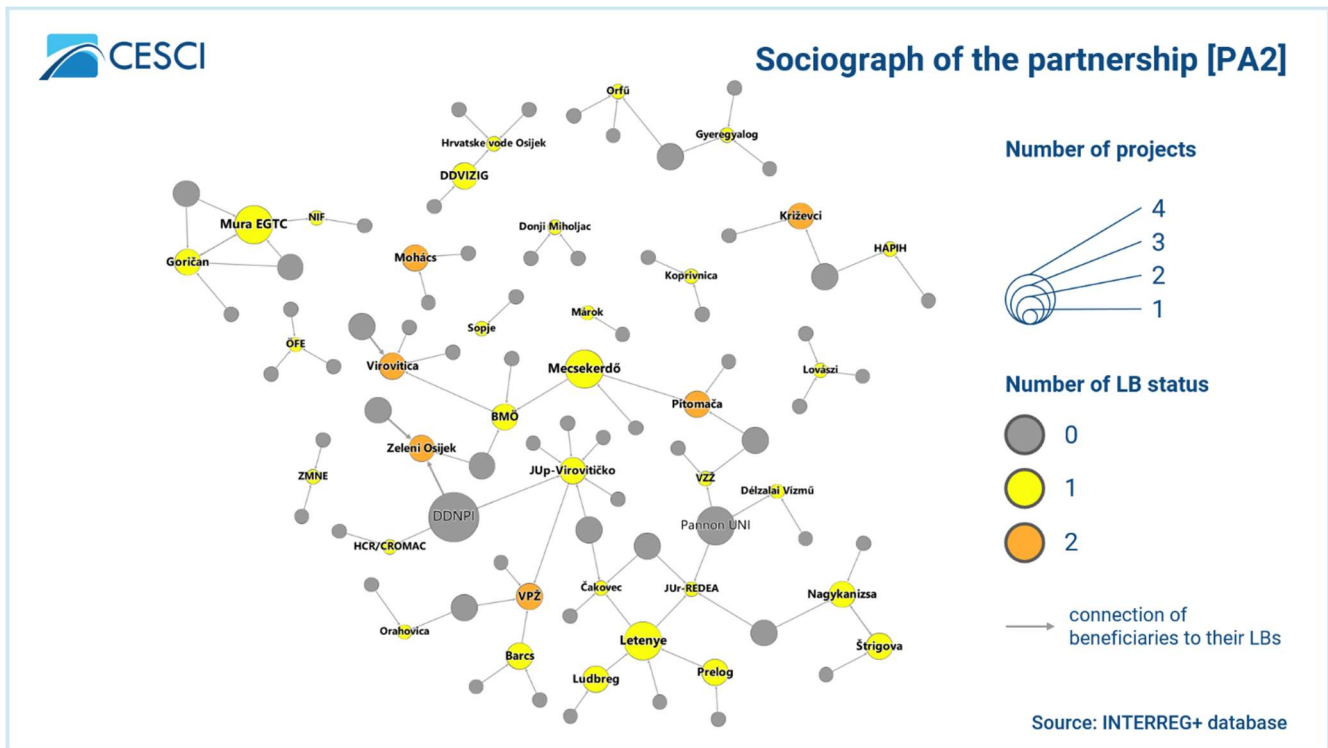 CESCI
Sociograph of the partnership [PA2]
Orfű
Gyeregyalog
Hrvatske vode Osijek
DDVIZIG
Mura EGTC
NIF
Goričan
Mohács
Donji Miholjac
Križevci
HAPIH
Koprivnica
Sopje
Márok
ÖFE
Virovitica
Mecsekerdő
Lovászi
Pitomača
BMÖ
Zeleni Osijek
JUp-Virovitičko
ZMNE
VZŽ
Délzalai Vízmű
DDNPI
Pannon UNI
HCR/CROMAC
Čakovec
JUr-REDEA
Nagykanizsa
VPŽ
Orahovica
Letenye
Štrigova
Barcs
Ludbreg
Prelog
Number of projects
4
3
2
1
Number of LB status
0
1
2
connection of
beneficiaries to their LBs
Source: INTERREG+ database